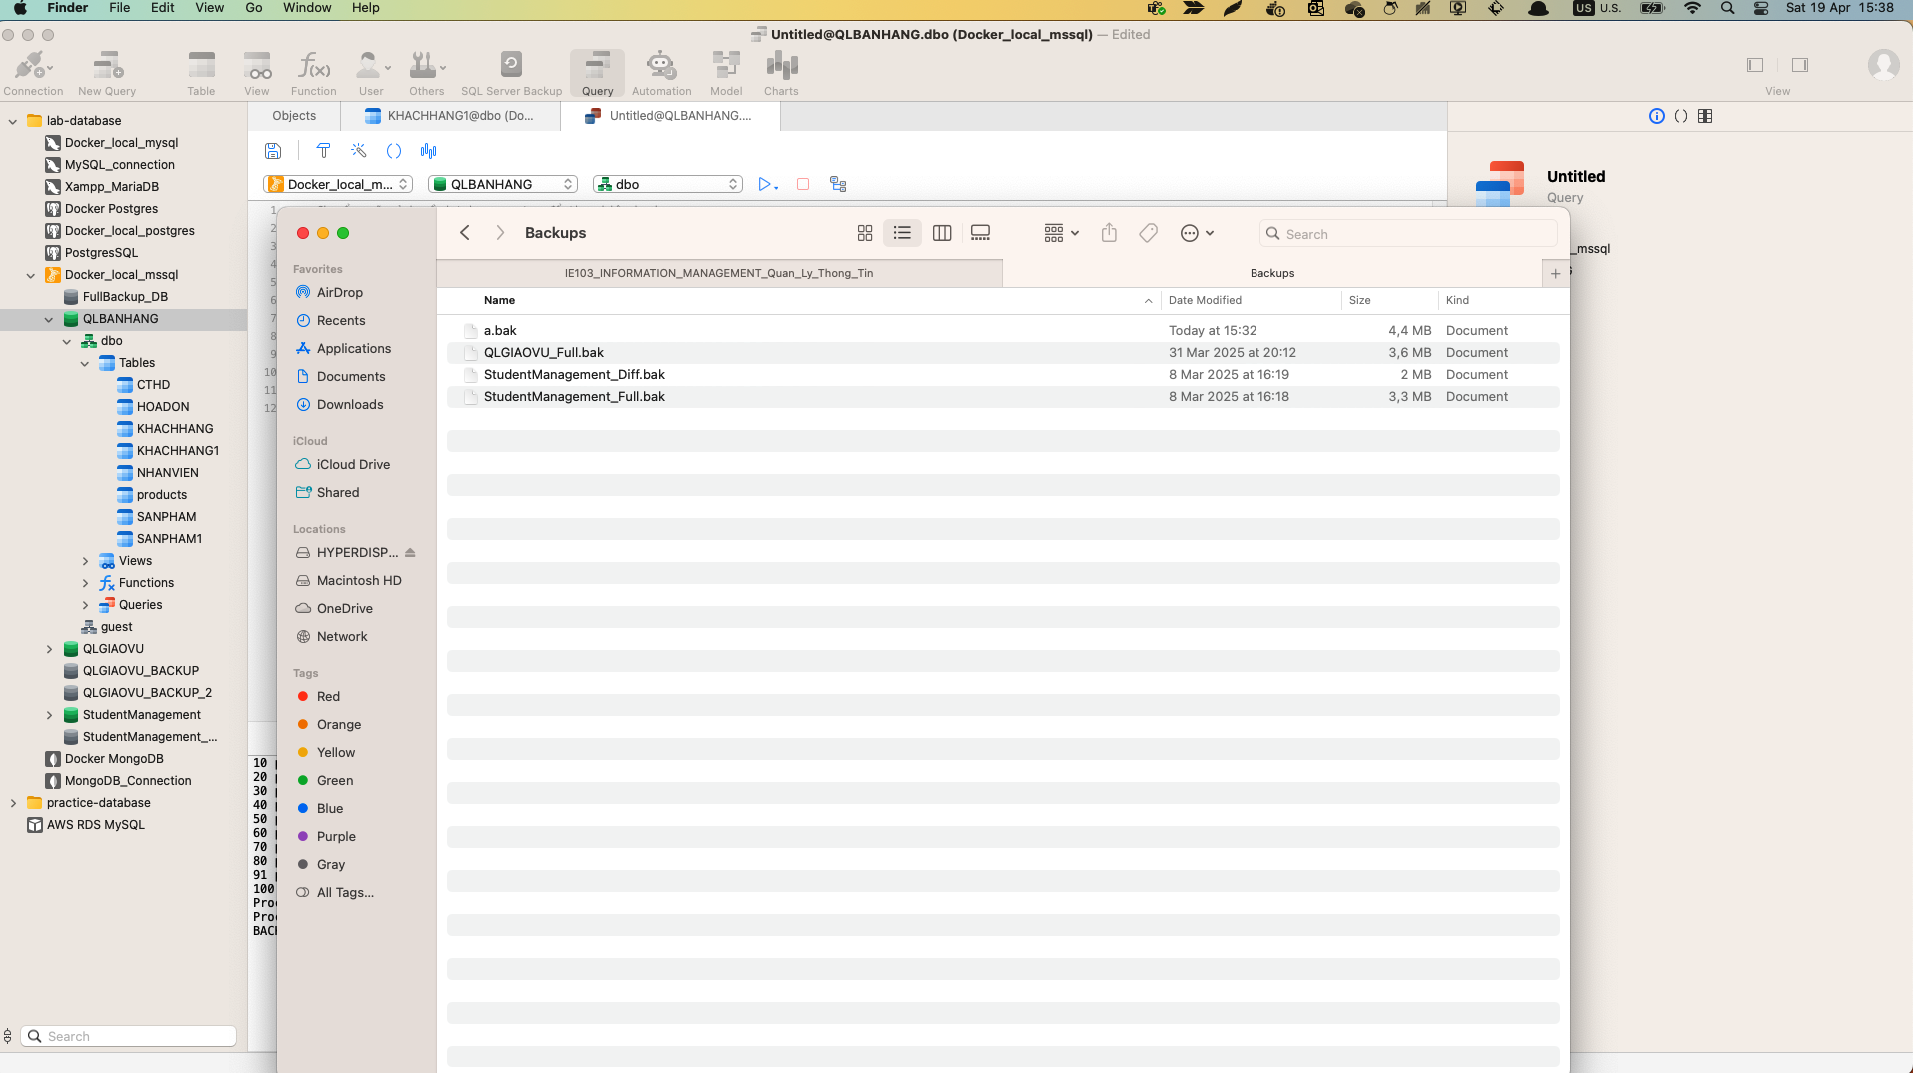 Finder File Edit View Go Window Help US U.S. Sat 19 Apr 15:38
Untitled@QLBANHANG.dbo (Docker_local_mssql) — Edited
Connection New Query Table View Function User Others SQL Server Backup Query Automation Model Charts View
lab-database
Docker_local_mysql
MySQL_connection
Xampp_MariaDB
Docker Postgres
Docker_local_postgres
PostgresSQL
Docker_local_mssql
FullBackup_DB
QLBANHANG
dbo
Tables
CTHD
HOADON
KHACHHANG
KHACHHANG1
NHANVIEN
products
SANPHAM
SANPHAM1
Views
Functions
Queries
guest
QLGIAOVU
QLGIAOVU_BACKUP
QLGIAOVU_BACKUP_2
StudentManagement
StudentManagement_...
Docker MongoDB
MongoDB_Connection
practice-database
AWS RDS MySQL
Search
Objects KHACHHANG1@dbo (Do... Untitled@QLBANHANG....
Docker_local_m... QLBANHANG dbo
1
2
3
4
5
6
7
8
9
10
11
12
10
20
30
40
50
60
70
80
91
100
Proc
Proc
BACK
Untitled
Query
_mssql
Backups
Search
IE103_INFORMATION_MANAGEMENT_Quan_Ly_Thong_Tin Backups
Favorites
AirDrop
Recents
Applications
Documents
Downloads
iCloud
iCloud Drive
Shared
Locations
HYPERDISP...
Macintosh HD
OneDrive
Network
Tags
Red
Orange
Yellow
Green
Blue
Purple
Gray
All Tags...
Name Date Modified Size Kind
a.bak Today at 15:32 4,4 MB Document
QLGIAOVU_Full.bak 31 Mar 2025 at 20:12 3,6 MB Document
StudentManagement_Diff.bak 8 Mar 2025 at 16:19 2 MB Document
StudentManagement_Full.bak 8 Mar 2025 at 16:18 3,3 MB Document